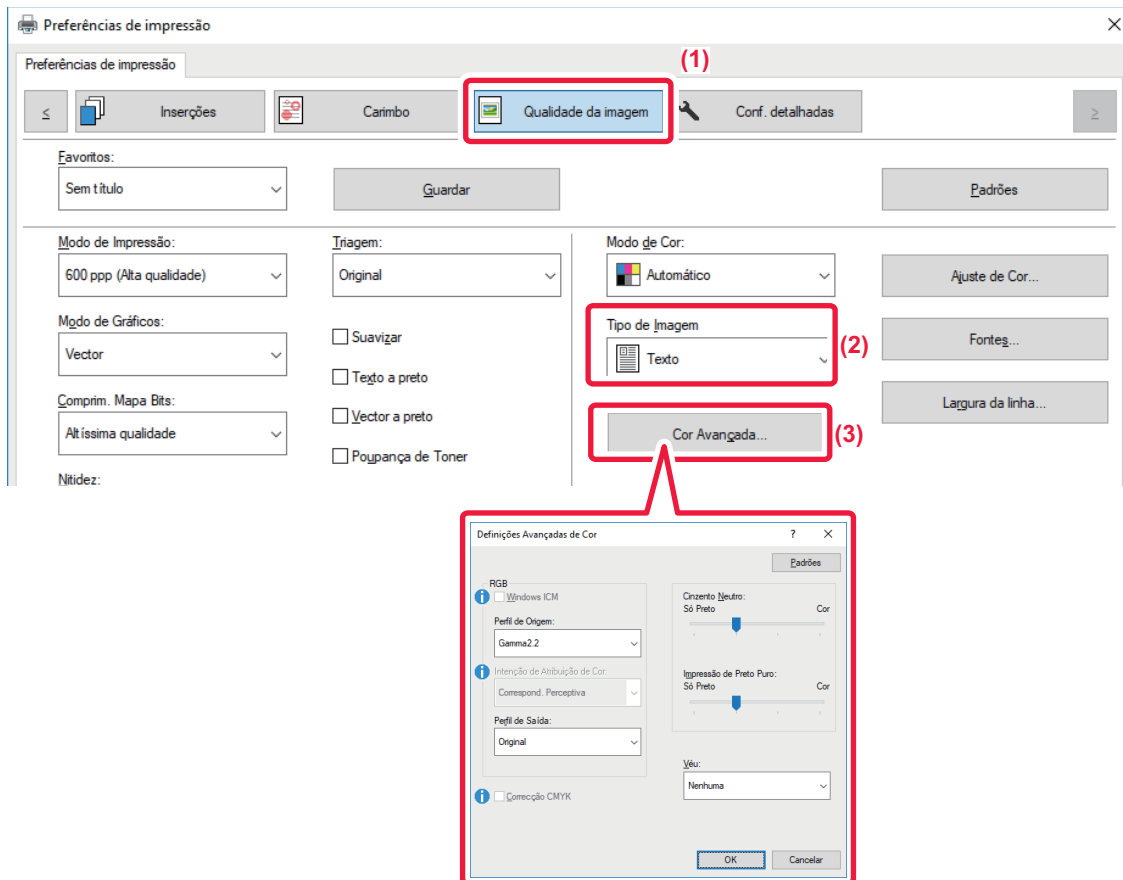 Preferências de impressão
Preferências de impressão
(1)
< Inserções Carimbo Qualidade da imagem Conf. detalhadas >
Favoritos:
Sem título Guardar Padrões
Modo de Impressão: Triagem: Modo de Cor:
600 ppp (Alta qualidade) Original Automático Ajuste de Cor...
Modo de Gráficos: Tipo de Imagem
Vector Suavizar Texto (2) Fontes...
Texto a preto
Comprim. Mapa Bits: Vector a preto Largura da linha...
Altíssima qualidade Cor Avançada... (3)
Poupança de Toner
Nitidez:
Definições Avançadas de Cor ?
Padrões
RGB
Windows ICM Cinzento Neutro:
Só Preto Cor
Perfil de Origem:
Gamma2.2
Intenção de Atribuição de Cor: Impressão de Preto Puro:
Correspond. Perceptiva Só Preto Cor
Perfil de Saída:
Original
Véu:
Nenhuma
Correcção CMYK
OK Cancelar